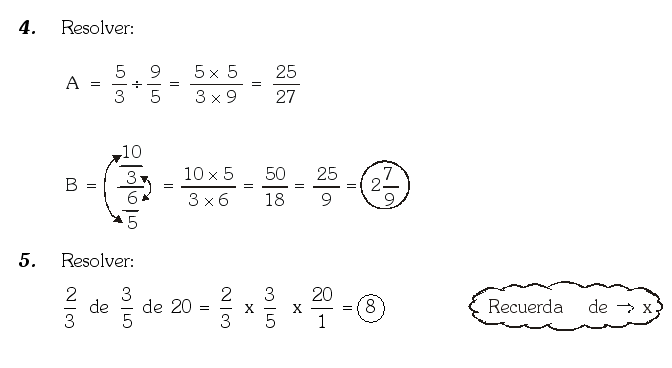 4. Resolver:
A = 5/3 ÷ 9/5 = 5 x 5/3 x 9 = 25/27
B = (10/3)/(6/5) = 10 x 5/3 x 6 = 50/18 = 25/9 = 2 7/9
5. Resolver:
2/3 de 3/5 de 20 = 2/3 x 3/5 x 20/1 = 8
Recuerda de → x